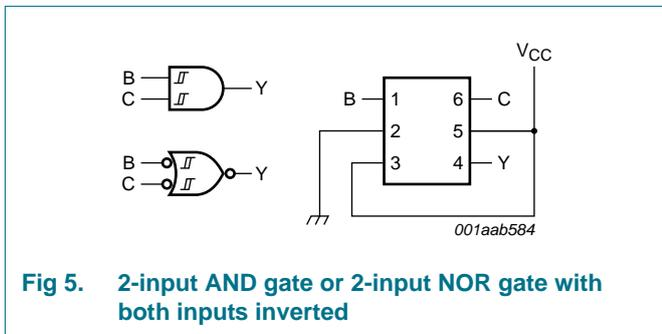 B
C
Y
B
C
Y
VCC
B
1
6
C
2
5
3
4
Y
001aab584
Fig 5. 2-input AND gate or 2-input NOR gate with
both inputs inverted